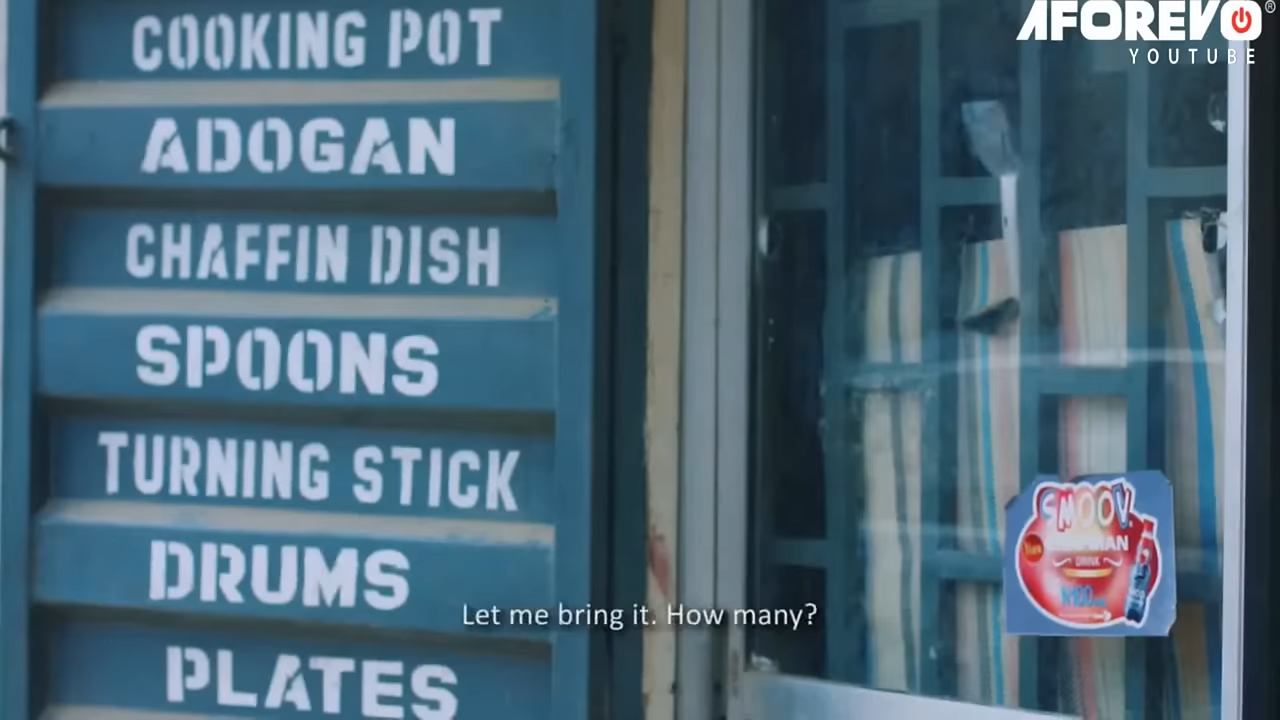 COOKING POT
ADOGAN
CHAFFIN DISH
SPOONS
TURNING STICK
DRUMS
PLATES
AFOREVO®
YOUTUBE
SMOOV
DRINK
Let me bring it. How many?